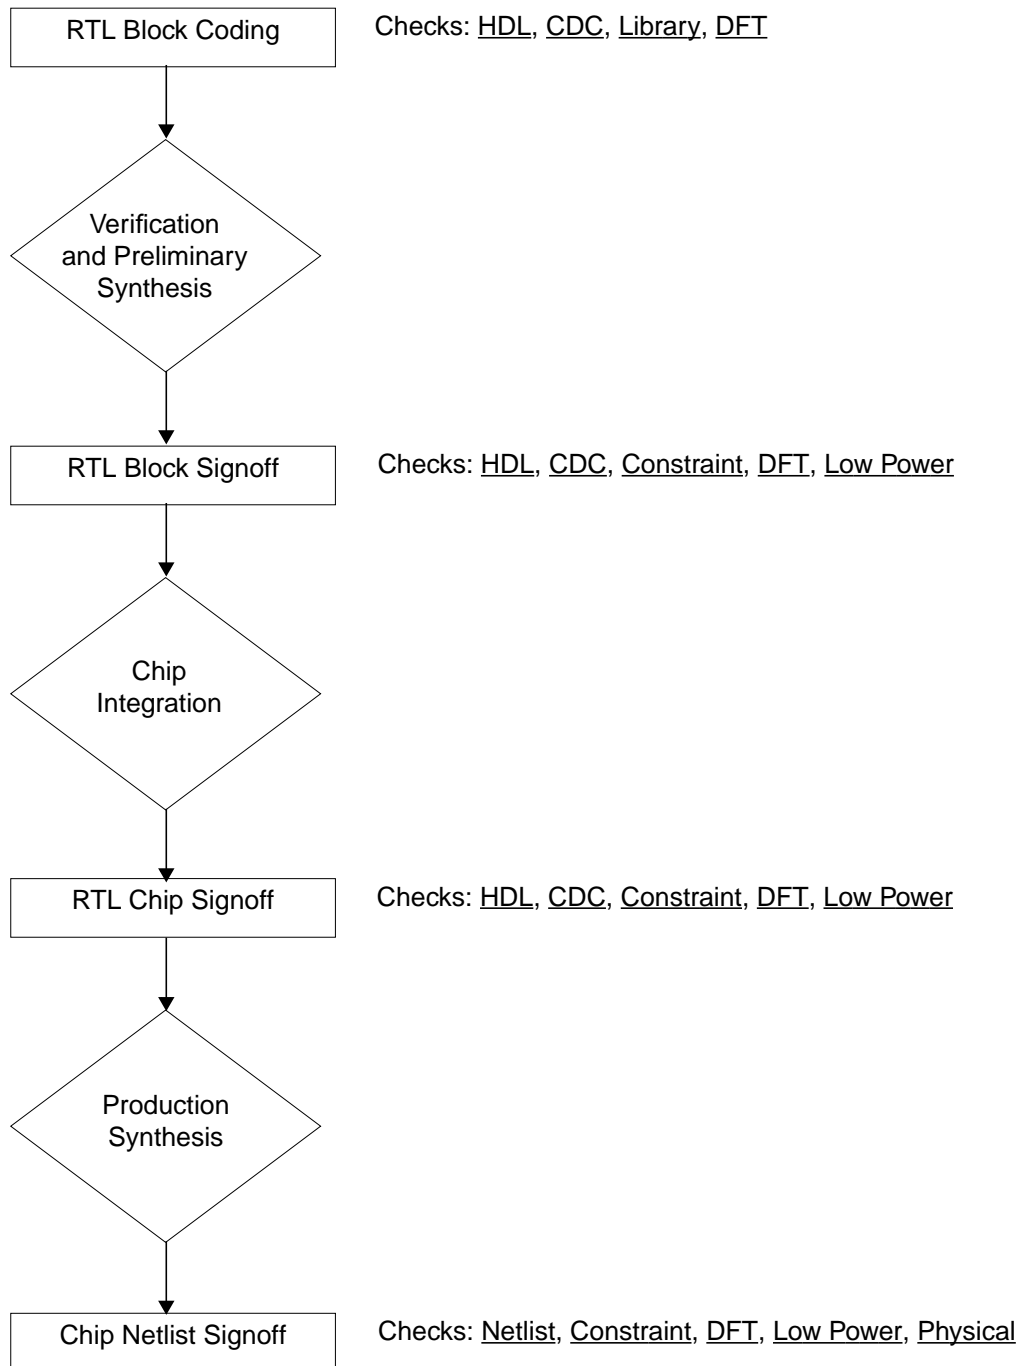 RTL Block Coding
Checks: HDL, CDC, Library, DFT
Verification
and Preliminary
Synthesis
RTL Block Signoff
Checks: HDL, CDC, Constraint, DFT, Low Power
Chip
Integration
RTL Chip Signoff
Checks: HDL, CDC, Constraint, DFT, Low Power
Production
Synthesis
Chip Netlist Signoff
Checks: Netlist, Constraint, DFT, Low Power, Physical